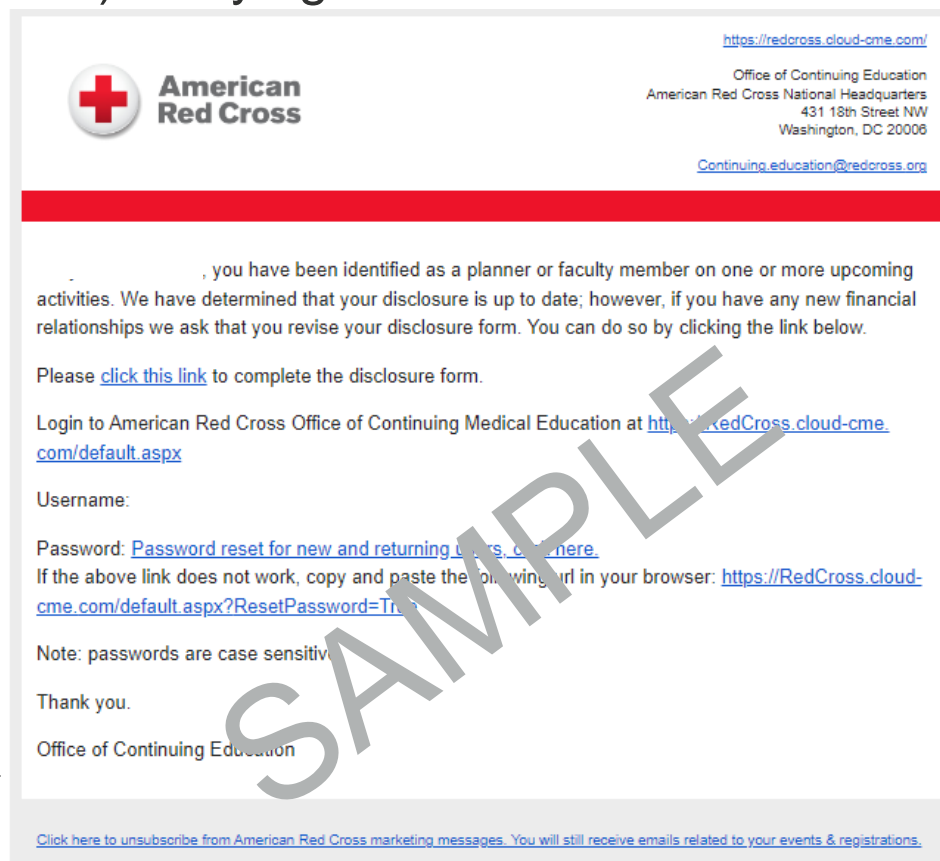 https://redcross.cloud-cme.com/
American
Red Cross
Office of Continuing Education
American Red Cross National Headquarters
431 18th Street NW
Washington, DC 20006
Continuing.education@redcross.org
, you have been identified as a planner or faculty member on one or more upcoming
activities. We have determined that your disclosure is up to date; however, if you have any new financial
relationships we ask that you revise your disclosure form. You can do so by clicking the link below.
Please click this link to complete the disclosure form.
Login to American Red Cross Office of Continuing Medical Education at RedCross.cloud-cme.
com/default.aspx
Username:
Password: Password reset for new and returning here.
If the above link does not work, copy and paste the url in your browser: https://RedCross.cloud-
cme.com/default.aspx?ResetPassword=True
Note: passwords are case sensitive
Thank you.
Office of Continuing Education
SAMPLE
Click here to unsubscribe from American Red Cross marketing messages. You will still receive emails related to your events & registrations.